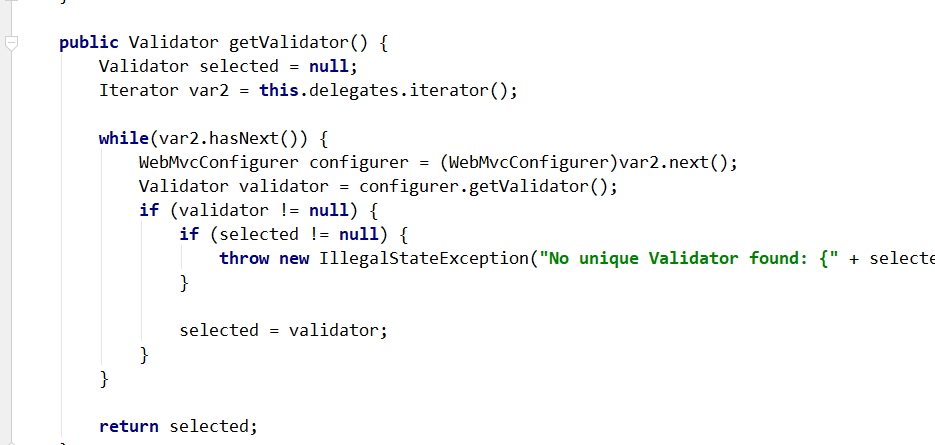 }
public Validator getValidator() {
Validator selected = null;
Iterator var2 = this.delegates.iterator();
while(var2.hasNext()) {
WebMvcConfigurer configurer = (WebMvcConfigurer)var2.next();
Validator validator = configurer.getValidator();
if (validator != null) {
if (selected != null) {
throw new IllegalStateException("No unique Validator found: {" + selecte
}
selected = validator;
}
}
return selected;
}